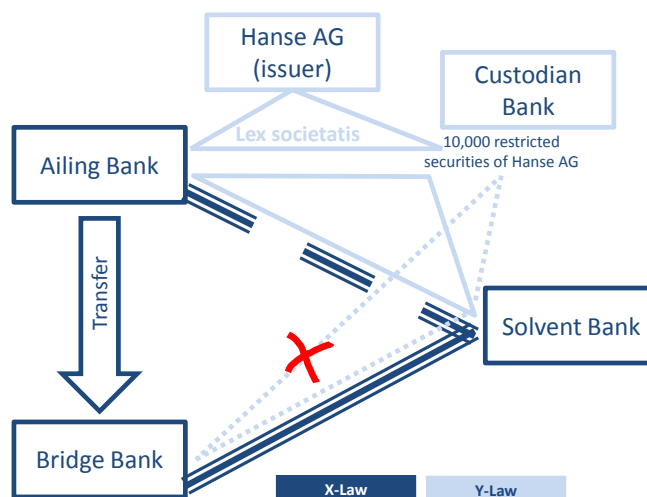 Hanse AG
(issuer)
Custodian
Bank
Lex societatis
10,000 restricted
securities of Hanse AG
Ailing Bank
Transfer
Solvent Bank
Bridge Bank
X-Law
Y-Law